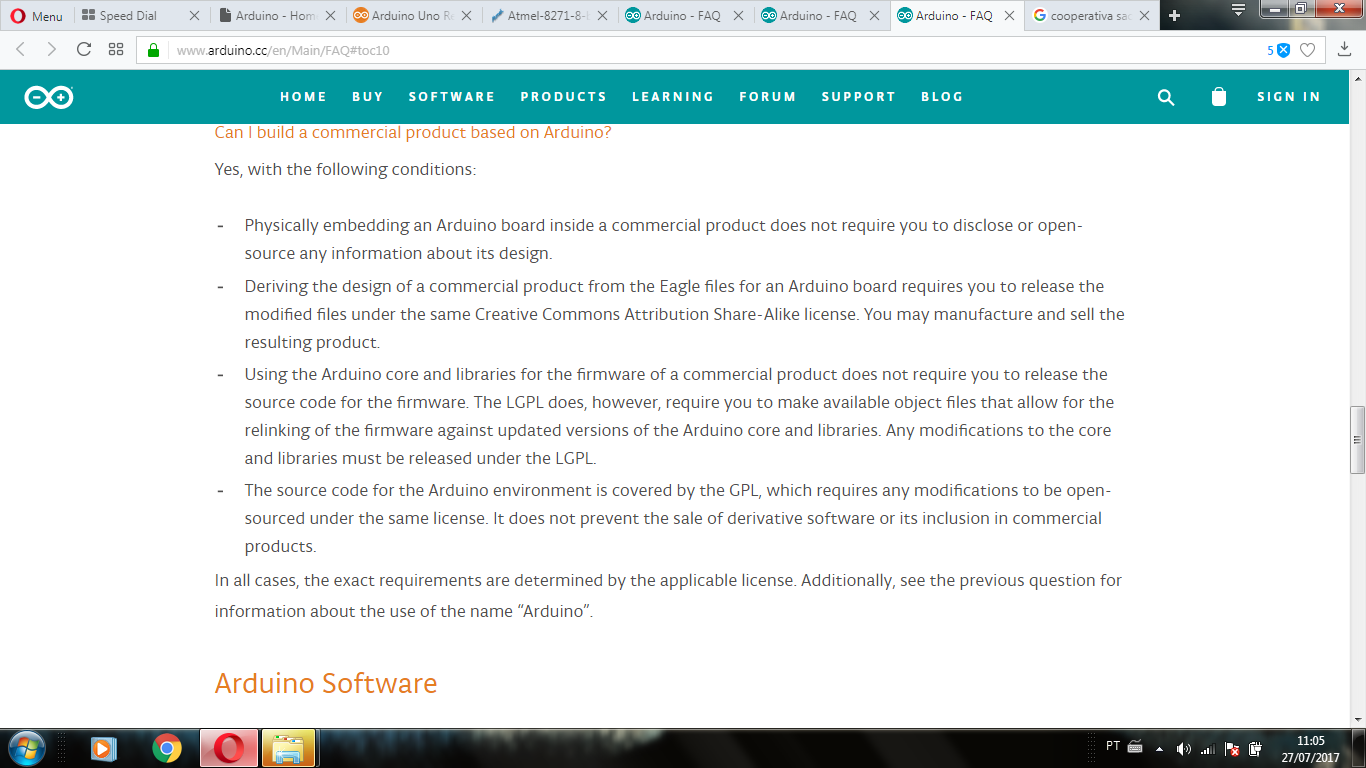 Menu
Speed Dial
Arduino - Hom
Arduino Uno Re
Atmel-8271-8-b
Arduino - FAQ
Arduino - FAQ
Arduino - FAQ
cooperativa sac
www.arduino.cc/en/Main/FAQ#toc10
5
HOME BUY SOFTWARE PRODUCTS LEARNING FORUM SUPPORT BLOG SIGN IN
Can I build a commercial product based on Arduino?
Yes, with the following conditions:
- Physically embedding an Arduino board inside a commercial product does not require you to disclose or open-
source any information about its design.
- Deriving the design of a commercial product from the Eagle files for an Arduino board requires you to release the
modified files under the same Creative Commons Attribution Share-Alike license. You may manufacture and sell the
resulting product.
- Using the Arduino core and libraries for the firmware of a commercial product does not require you to release the
source code for the firmware. The LGPL does, however, require you to make available object files that allow for the
relinking of the firmware against updated versions of the Arduino core and libraries. Any modifications to the core
and libraries must be released under the LGPL.
- The source code for the Arduino environment is covered by the GPL, which requires any modifications to be open-
sourced under the same license. It does not prevent the sale of derivative software or its inclusion in commercial
products.
In all cases, the exact requirements are determined by the applicable license. Additionally, see the previous question for
information about the use of the name “Arduino”.
Arduino Software
PT
11:05
27/07/2017